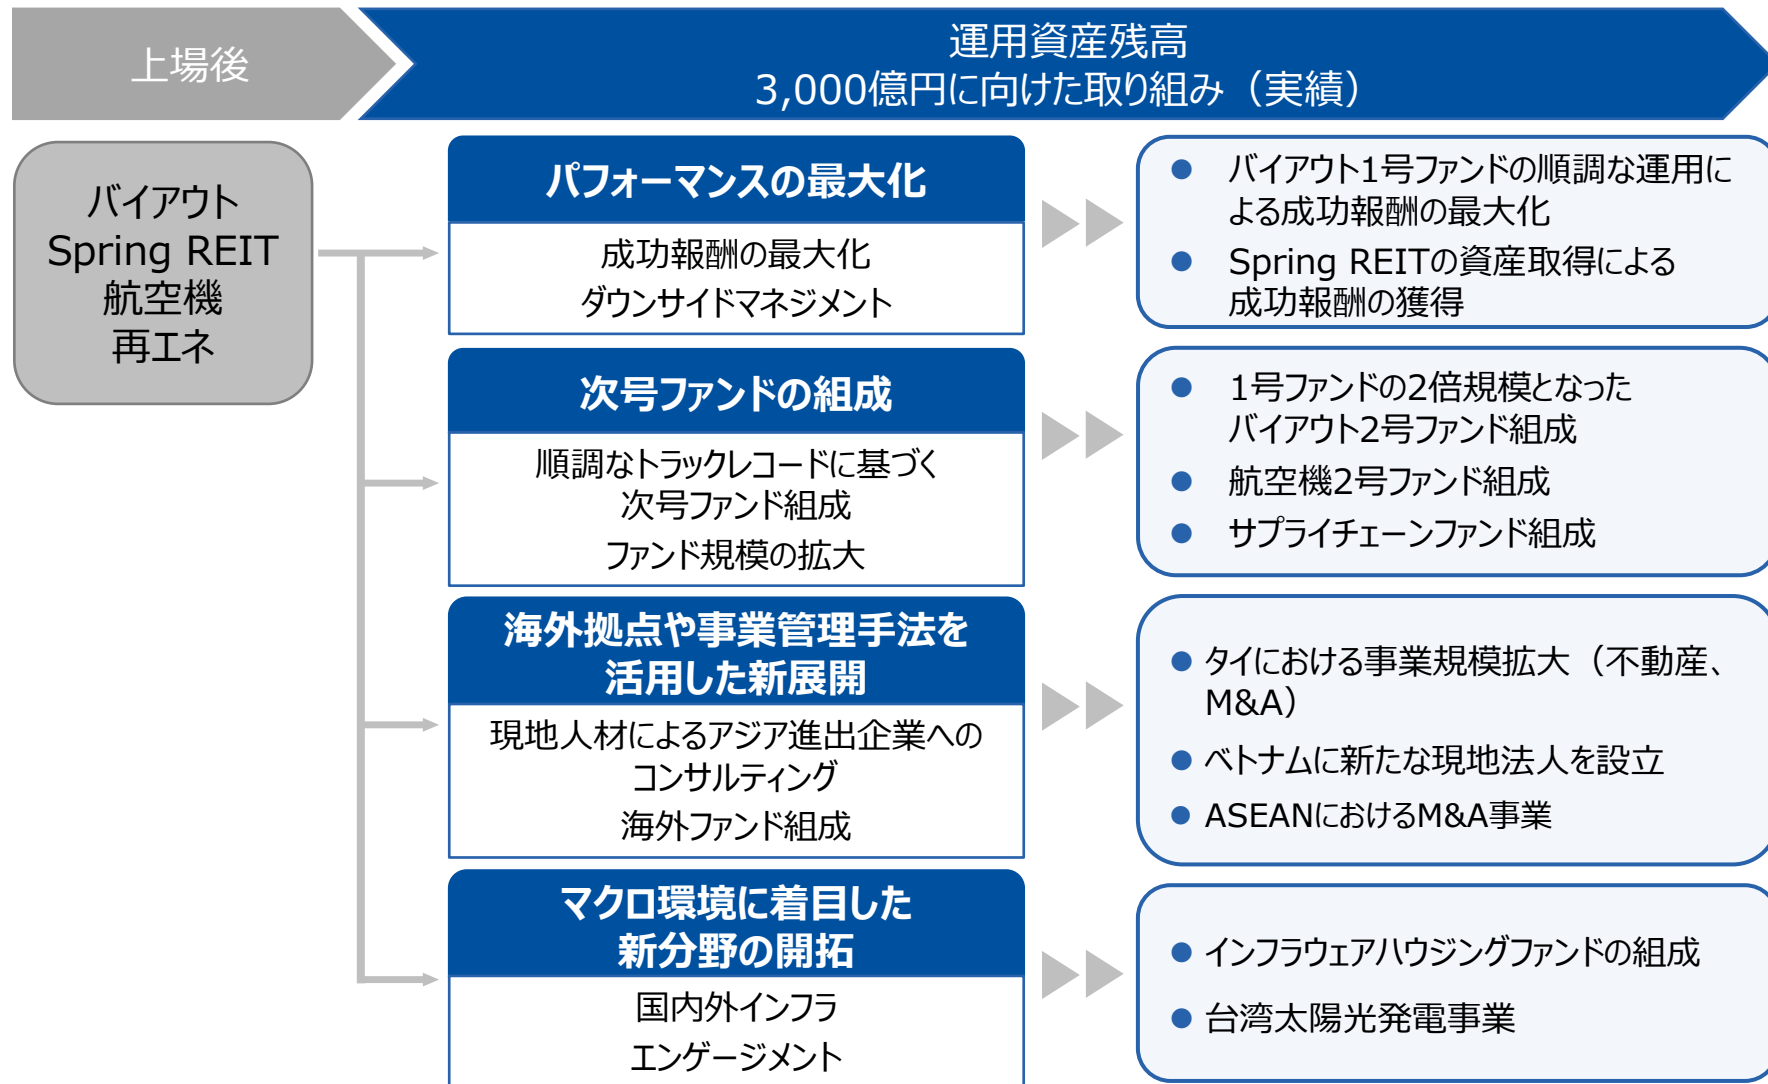 上場後
運用資産残高
3,000億円に向けた取り組み（実績）
バイアウト
Spring REIT
航空機
再エネ
パフォーマンスの最大化
成功報酬の最大化
ダウンサイドマネジメント
● バイアウト1号ファンドの順調な運用に
よる成功報酬の最大化
● Spring REITの資産取得による
成功報酬の獲得
次号ファンドの組成
順調なトラックレコードに基づく
次号ファンド組成
ファンド規模の拡大
● 1号ファンドの2倍規模となった
バイアウト2号ファンド組成
● 航空機2号ファンド組成
● サプライチェーンファンド組成
海外拠点や事業管理手法を
活用した新展開
現地人材によるアジア進出企業への
コンサルティング
海外ファンド組成
● タイにおける事業規模拡大（不動産、
M&A）
● ベトナムに新たな現地法人を設立
● ASEANにおけるM&A事業
マクロ環境に着目した
新分野の開拓
国内外インフラ
エンゲージメント
● インフラウェアハウジングファンドの組成
● 台湾太陽光発電事業